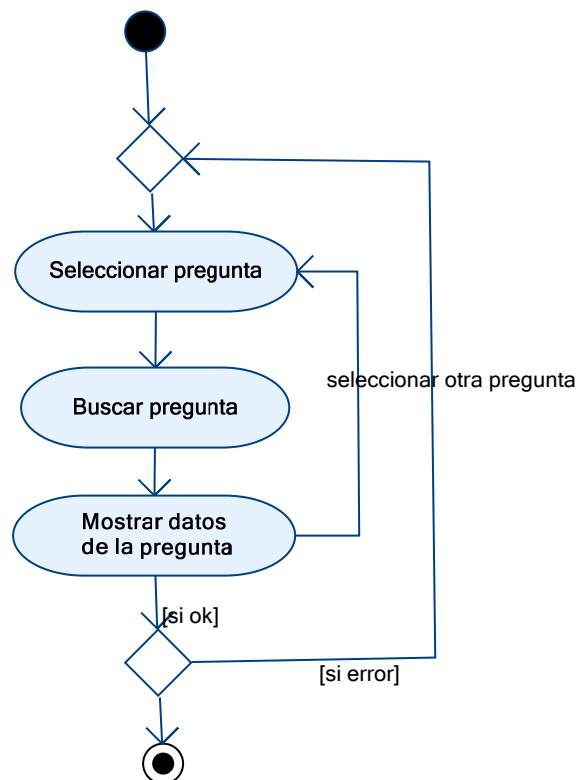 Seleccionar pregunta
seleccionar otra pregunta
Buscar pregunta
Mostrar datos
de la pregunta
[si ok]
[si error]